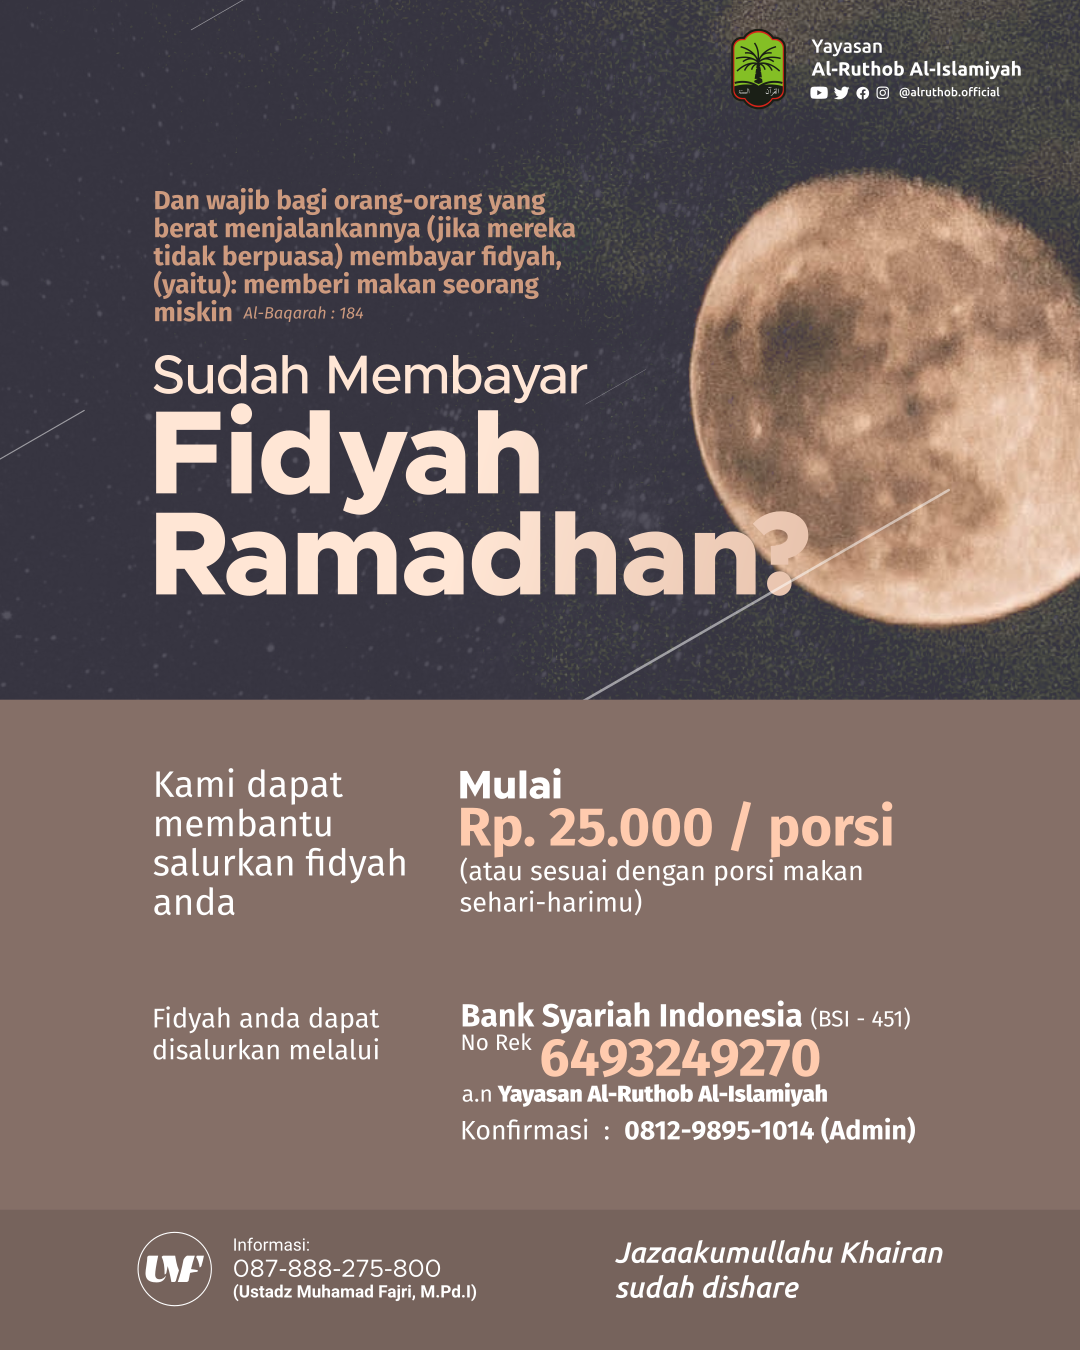 Yayasan
Al-Ruthob Al-Islamiyah
@alruthob.official
القرآن السنة
Dan wajib bagi orang-orang yang
berat menjalankannya (jika mereka
tidak berpuasa) membayar fidyah,
(yaitu): memberi makan seorang
miskin Al-Baqarah : 184
Sudah Membayar
Fidyah
Ramadhan?
Kami dapat
membantu
salurkan fidyah
anda
Mulai
Rp. 25.000 / porsi
(atau sesuai dengan porsi makan
sehari-harimu)
Fidyah anda dapat
disalurkan melalui
Bank Syariah Indonesia (BSI - 451)
No Rek 6493249270
a.n Yayasan Al-Ruthob Al-Islamiyah
Konfirmasi : 0812-9895-1014 (Admin)
UVF
Informasi:
087-888-275-800
(Ustadz Muhamad Fajri, M.Pd.I)
Jazaakumullahu Khairan
sudah dishare